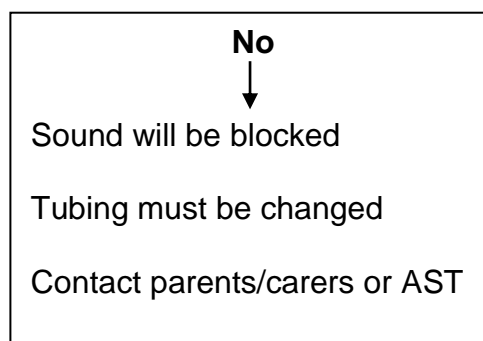 No
Sound will be blocked
Tubing must be changed
Contact parents/carers or AST